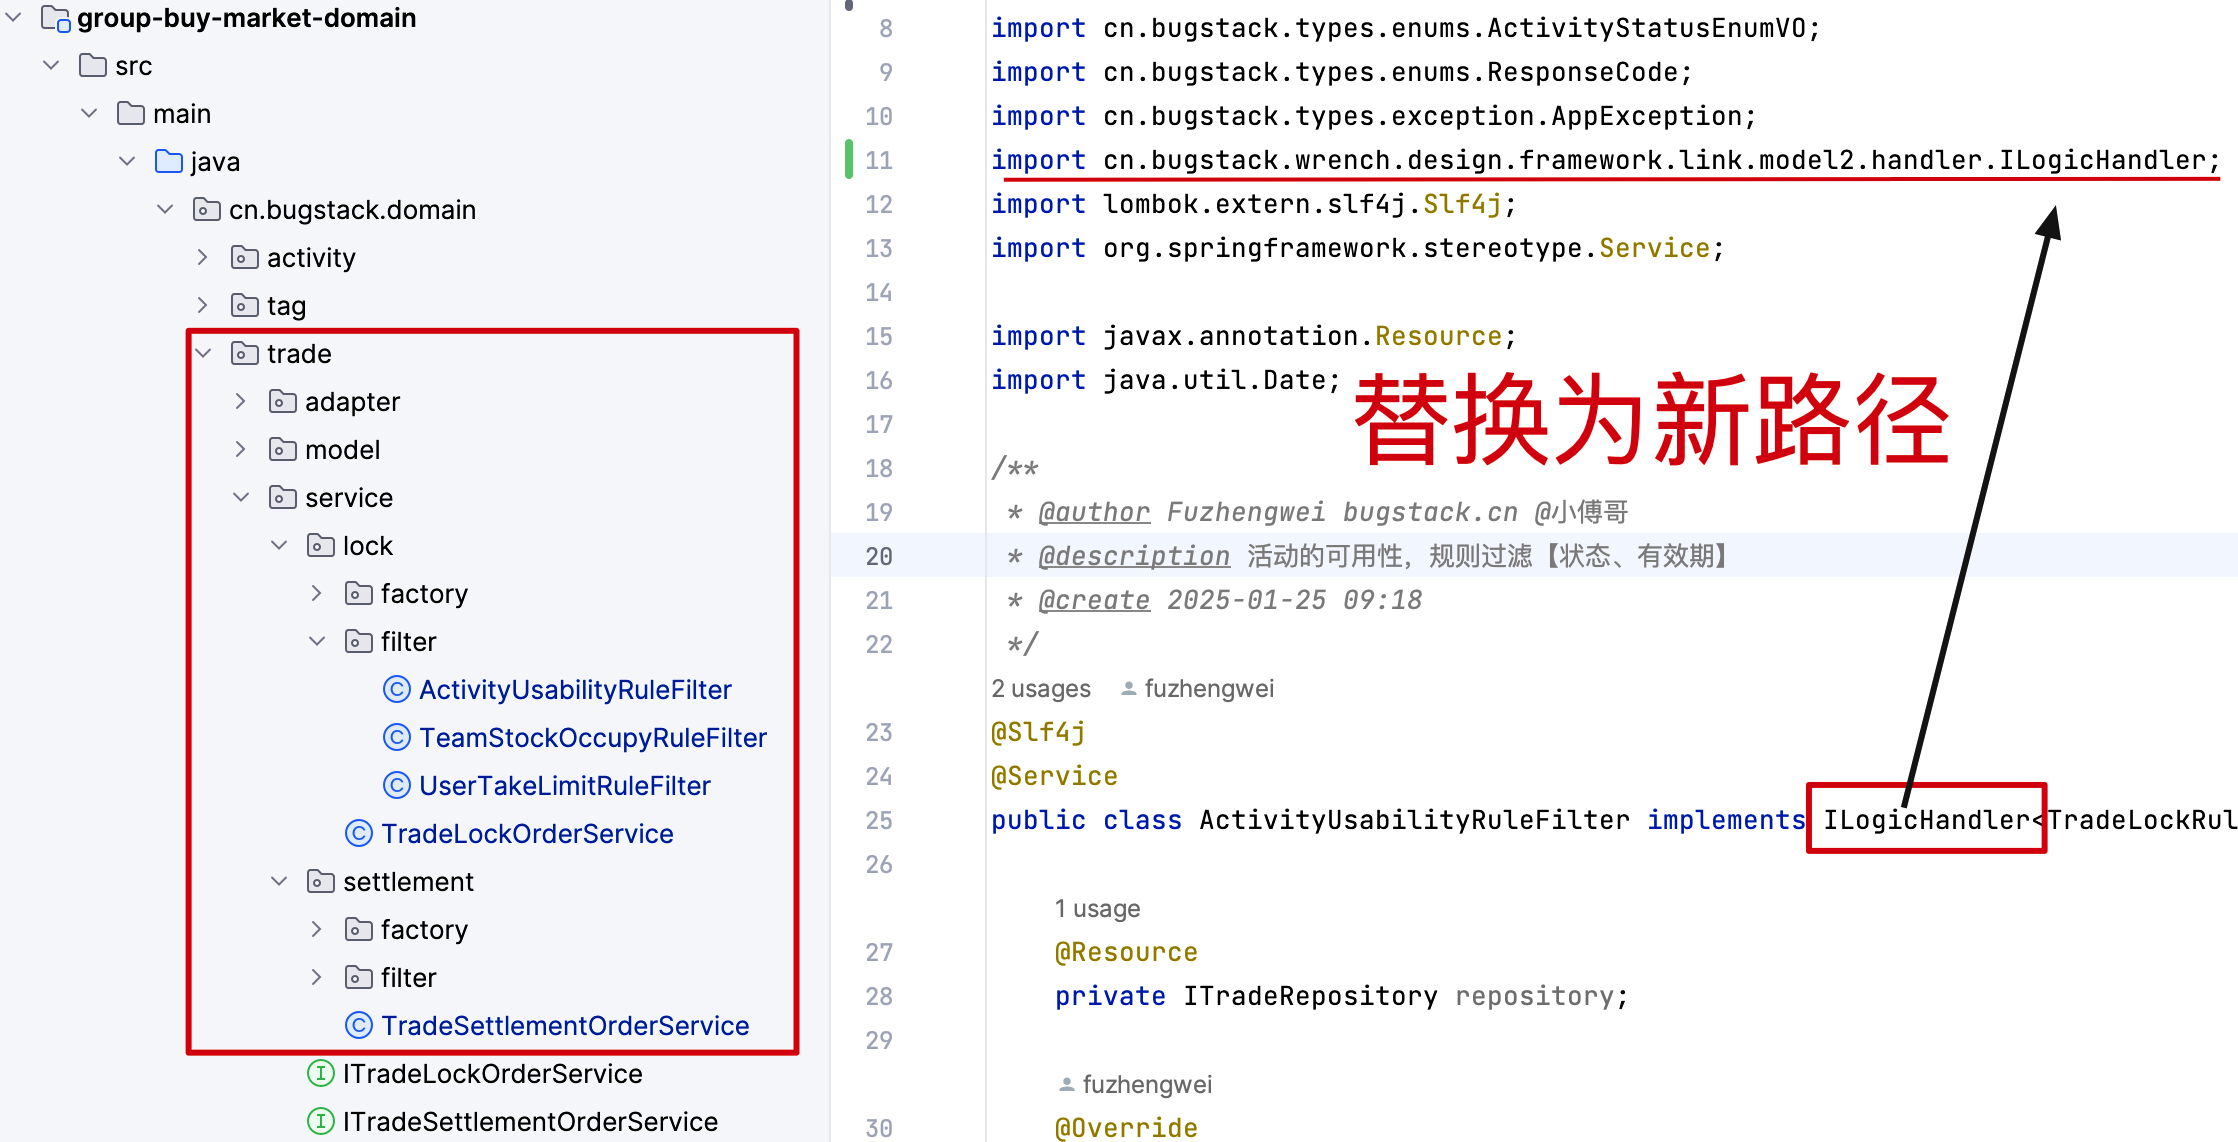 group-buy-market-domain
src
main
java
cn.bugstack.domain
activity
tag
trade
adapter
model
service
lock
factory
filter
ActivityUsabilityRuleFilter
TeamStockOccupyRuleFilter
UserTakeLimitRuleFilter
TradeLockOrderService
settlement
factory
filter
TradeSettlementOrderService
ITradeLockOrderService
ITradeSettlementOrderService
8 import cn.bugstack.types.enums.ActivityStatusEnumVO;
9 import cn.bugstack.types.enums.ResponseCode;
10 import cn.bugstack.types.exception.AppException;
11 import cn.bugstack.wrench.design.framework.link.model2.handler.ILogicHandler;
12 import lombok.extern.slf4j.Slf4j;
13 import org.springframework.stereotype.Service;
14
15 import javax.annotation.Resource;
16 import java.util.Date;
替换为新路径
17
18 /**
19 * @author Fuzhengwei bugstack.cn @小傅哥
20 * @description 活动的可用性，规则过滤【状态、有效期】
21 * @create 2025-01-25 09:18
22 */
2 usages fuzhengwei
23 @Slf4j
24 @Service
25 public class ActivityUsabilityRuleFilter implements ILogicHandler<TradeLockRul
26
1 usage
27 @Resource
28 private ITradeRepository repository;
29
fuzhengwei
30 @Override